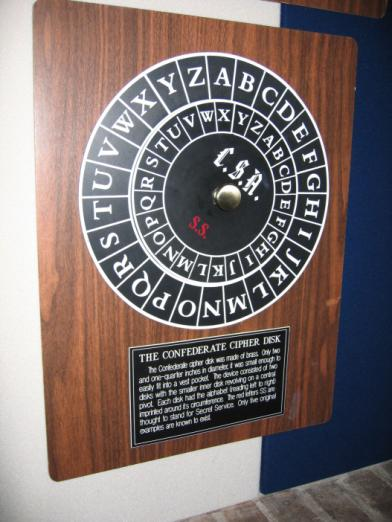 A B C D E F G H I J K L M N O P Q R S T U V W X Y Z
A B C D E F G H I J K L M N O P Q R S T U V W X Y Z
C.S.A.
S.S.
THE CONFEDERATE CIPHER DISK
The Confederate cipher disk was made of brass. Only two
and one-quarter inches in diameter, it was small enough to
easily fit into a vest pocket. The device consisted of two
disks with the smaller inner disk revolving on a central
pivot. Each disk had the alphabet (reading left to right)
imprinted around its circumference. The red letters SS are
thought to stand for Secret Service. Only five original
examples are known to exist.